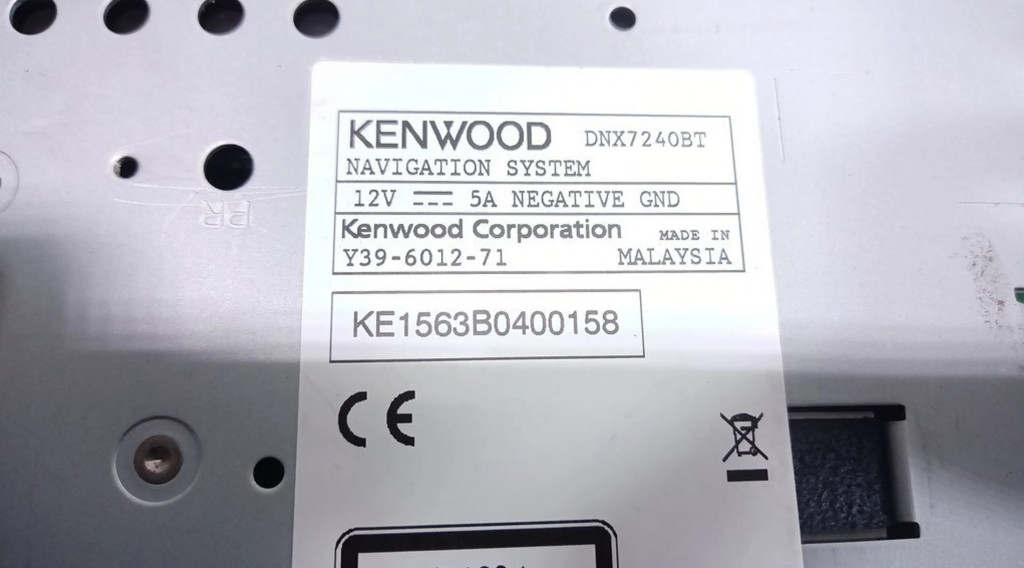 KENWOOD DNX7240BT
NAVIGATION SYSTEM
12V ⎓ 5A NEGATIVE GND
Kenwood Corporation MADE IN
Y39-6012-71 MALAYSIA
KE1563B0400158
CE